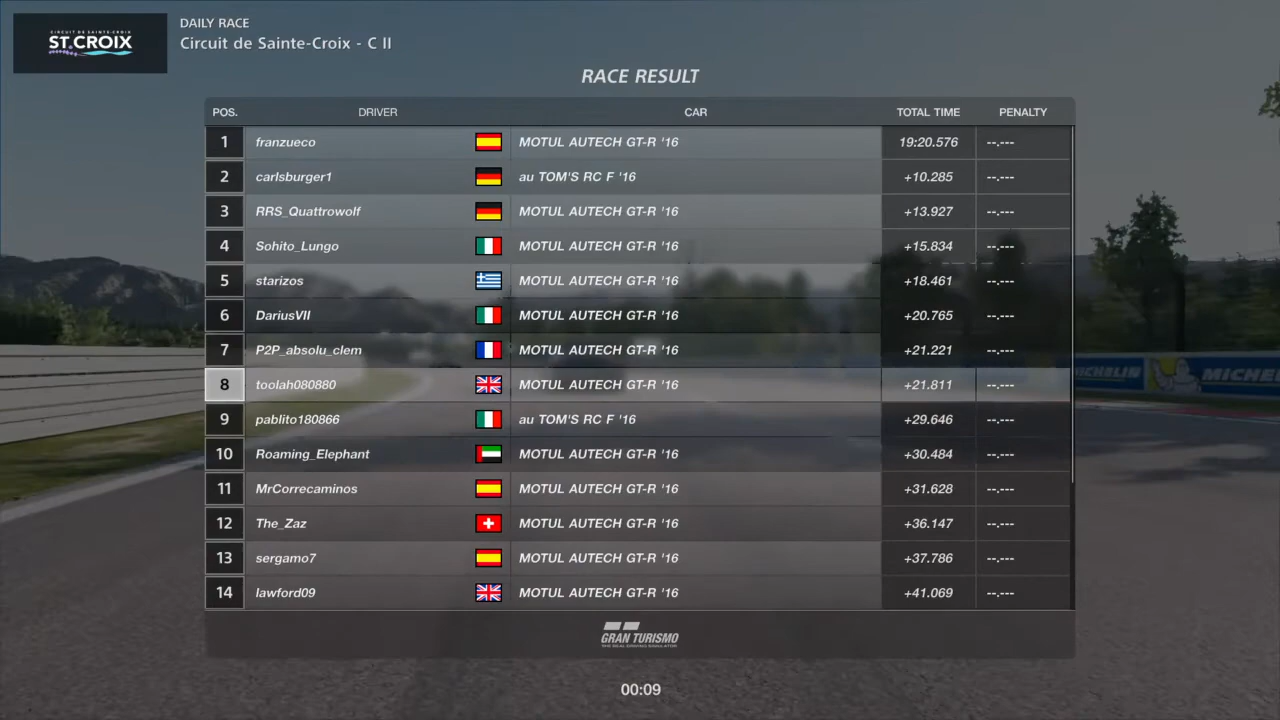 CIRCUIT DE SAINTE-CROIX
ST.CROIX
DAILY RACE
Circuit de Sainte-Croix - C II
RACE RESULT
POS. DRIVER CAR TOTAL TIME PENALTY
1 franzueco MOTUL AUTECH GT-R '16 19:20.576 --.---
2 carlsburger1 au TOM'S RC F '16 +10.285 --.---
3 RRS_Quattrowolf MOTUL AUTECH GT-R '16 +13.927 --.---
4 Sohito_Lungo MOTUL AUTECH GT-R '16 +15.834 --.---
5 starizos MOTUL AUTECH GT-R '16 +18.461 --.---
6 DariusVII MOTUL AUTECH GT-R '16 +20.765 --.---
7 P2P_absolu_clem MOTUL AUTECH GT-R '16 +21.221 --.---
8 toolah080880 MOTUL AUTECH GT-R '16 +21.811 --.---
9 pablito180866 au TOM'S RC F '16 +29.646 --.---
10 Roaming_Elephant MOTUL AUTECH GT-R '16 +30.484 --.---
11 MrCorrecaminos MOTUL AUTECH GT-R '16 +31.628 --.---
12 The_Zaz MOTUL AUTECH GT-R '16 +36.147 --.---
13 sergamo7 MOTUL AUTECH GT-R '16 +37.786 --.---
14 lawford09 MOTUL AUTECH GT-R '16 +41.069 --.---
GRAN TURISMO
THE REAL DRIVING SIMULATOR
00:09